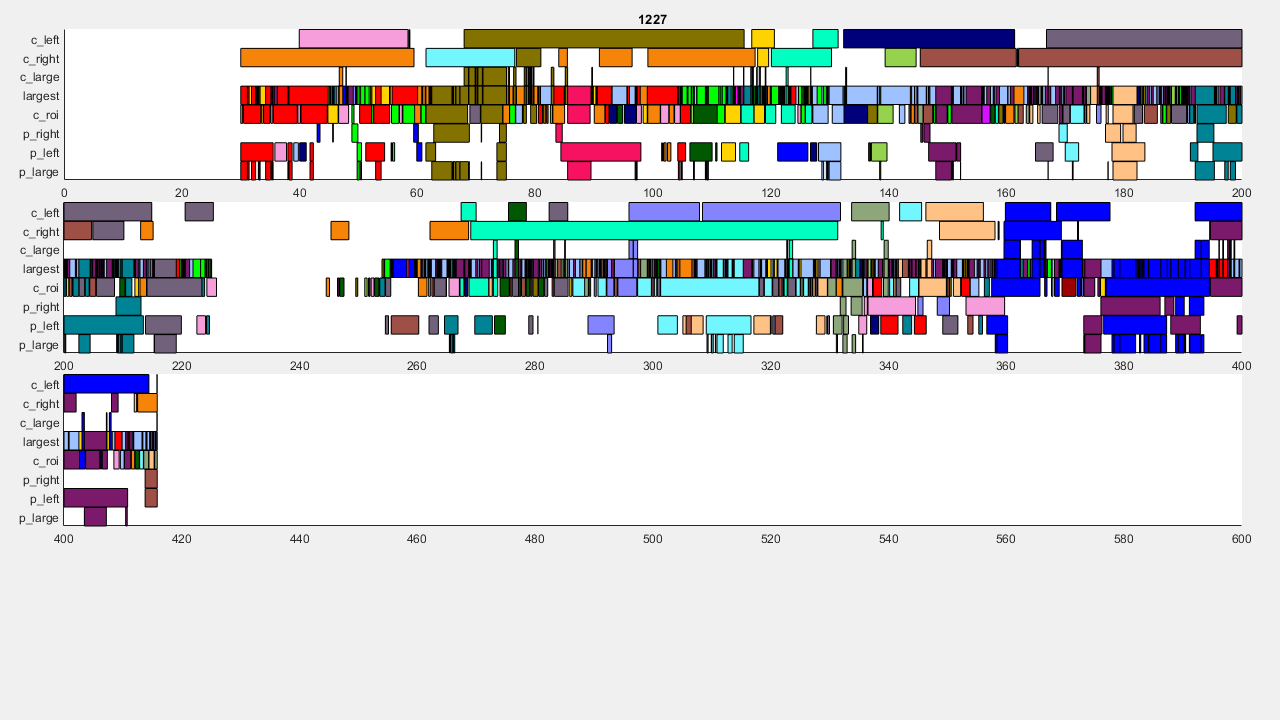 1227
c_left
c_right
c_large
largest
c_roi
p_right
p_left
p_large
0 20 40 60 80 100 120 140 160 180 200
c_left
c_right
c_large
largest
c_roi
p_right
p_left
p_large
200 220 240 260 280 300 320 340 360 380 400
c_left
c_right
c_large
largest
c_roi
p_right
p_left
p_large
400 420 440 460 480 500 520 540 560 580 600